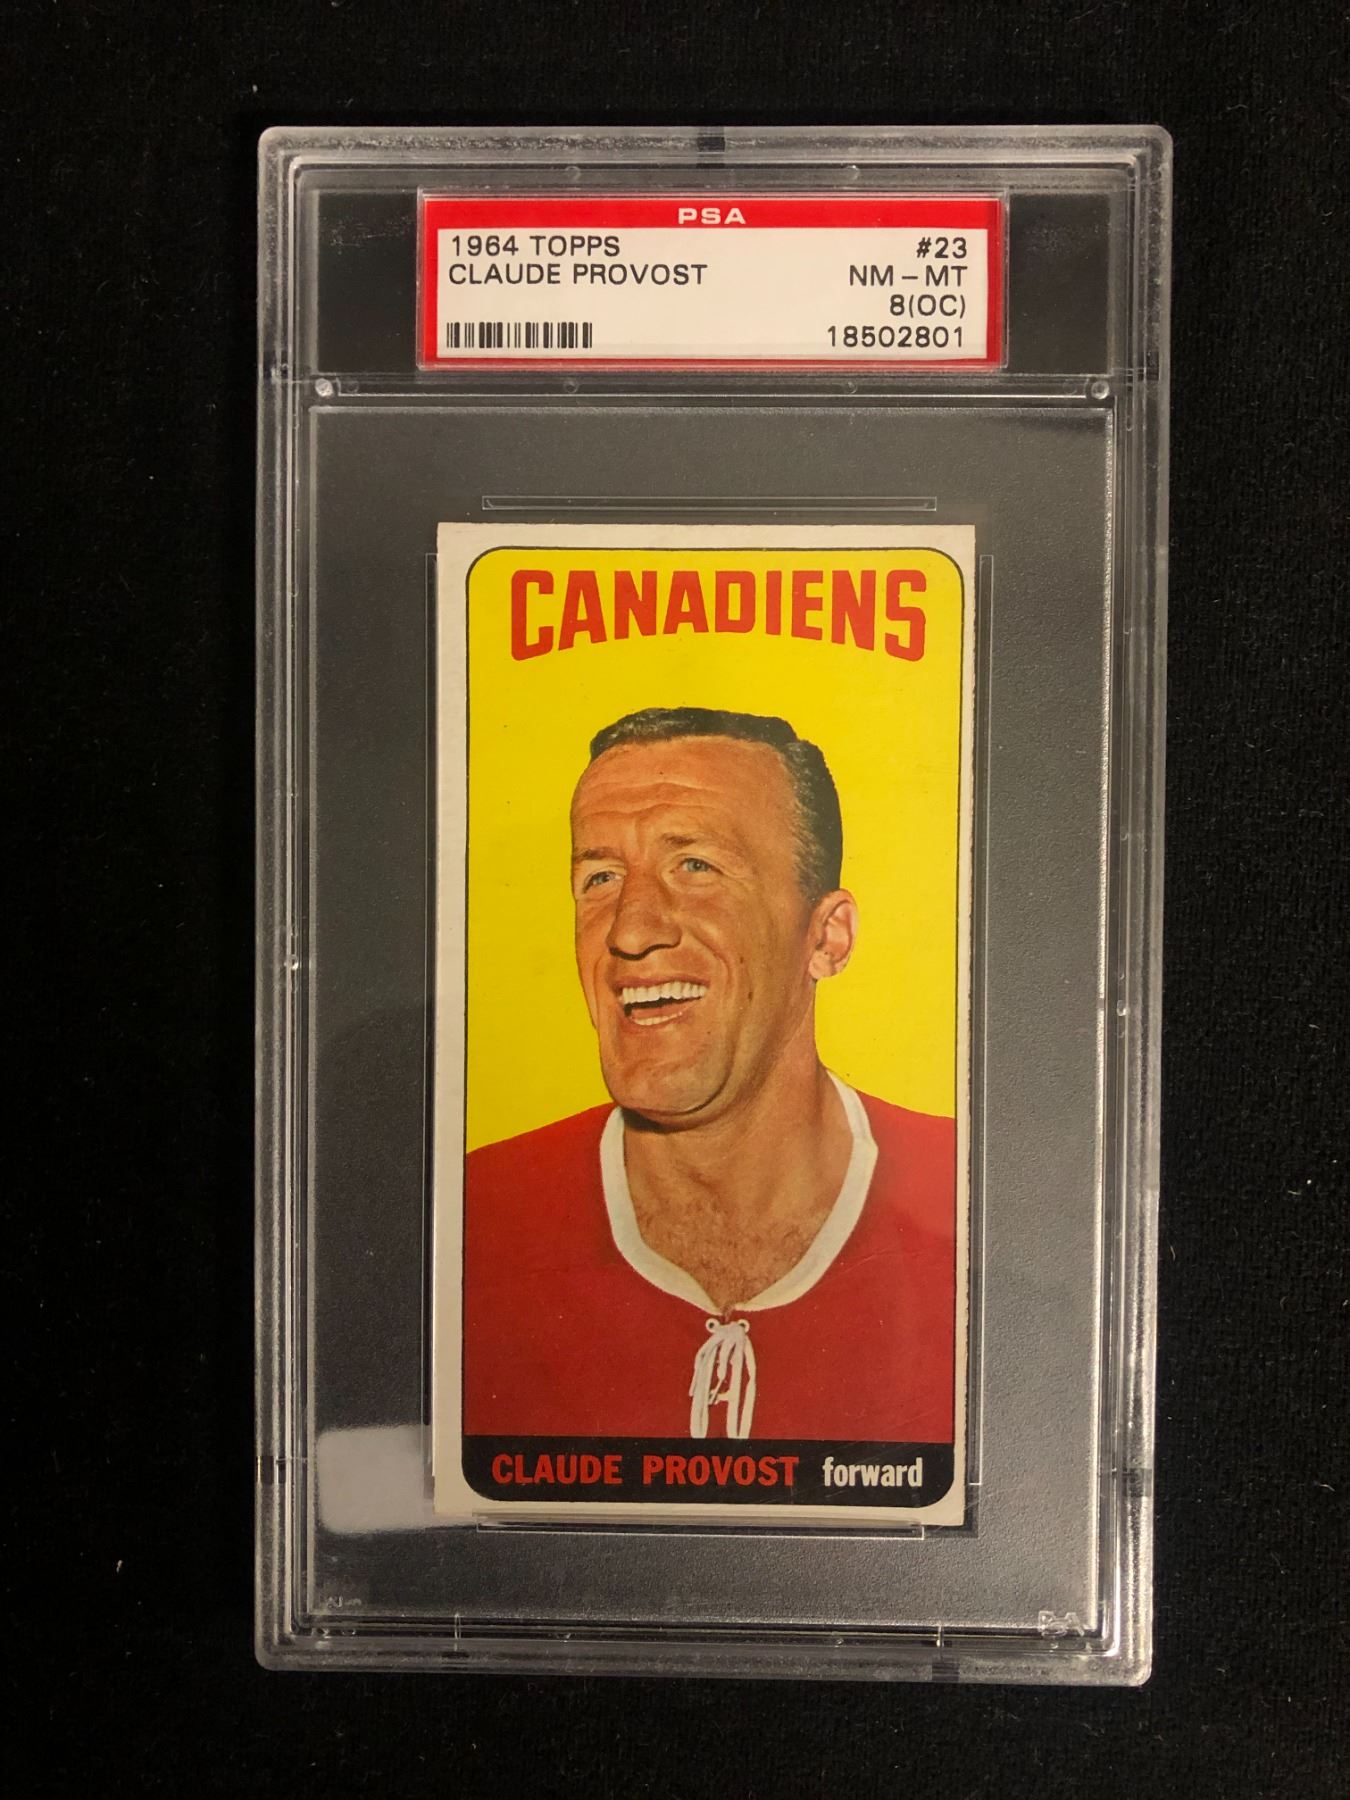 PSA
1964 TOPPS #23
CLAUDE PROVOST NM - MT
8(OC)
18502801
CANADIENS
CLAUDE PROVOST forward